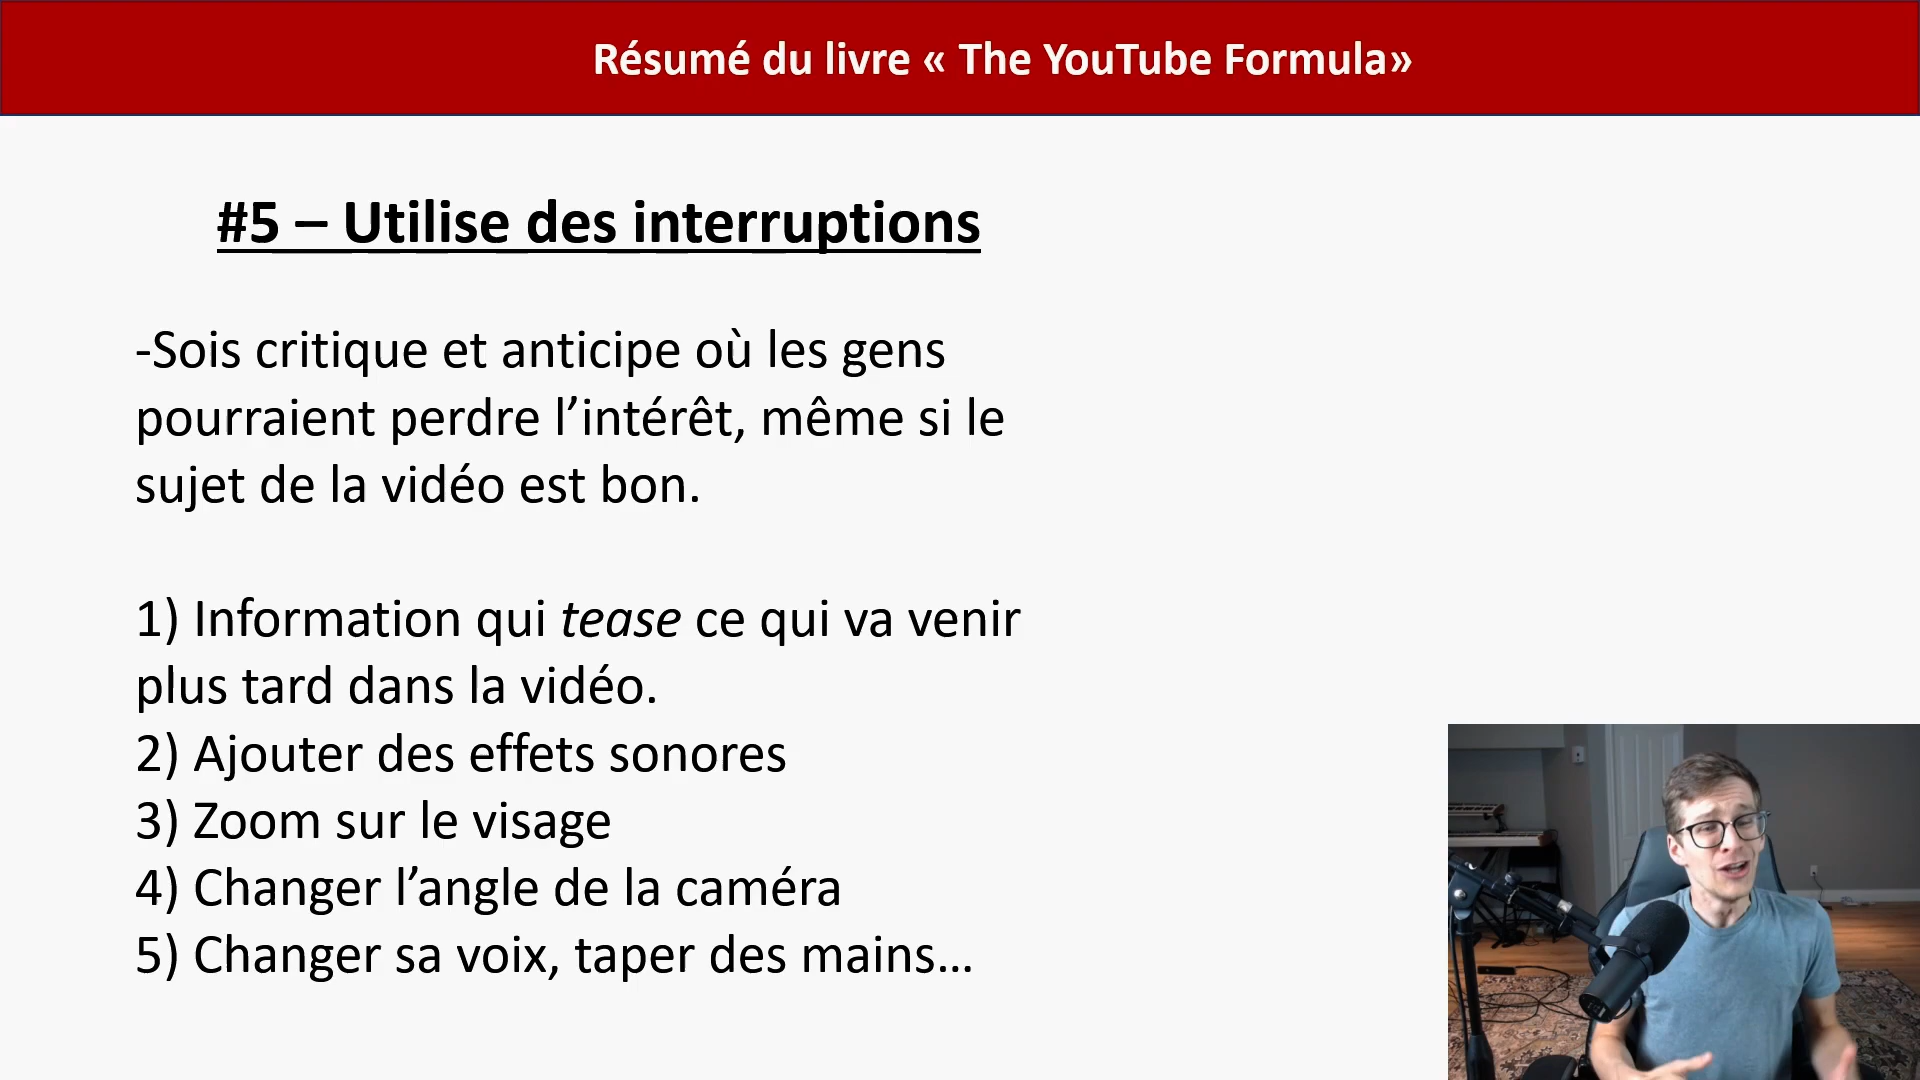 Résumé du livre « The YouTube Formula»
#5 – Utilise des interruptions
-Sois critique et anticipe où les gens
pourraient perdre l’intérêt, même si le
sujet de la vidéo est bon.
1) Information qui tease ce qui va venir
plus tard dans la vidéo.
2) Ajouter des effets sonores
3) Zoom sur le visage
4) Changer l’angle de la caméra
5) Changer sa voix, taper des mains…